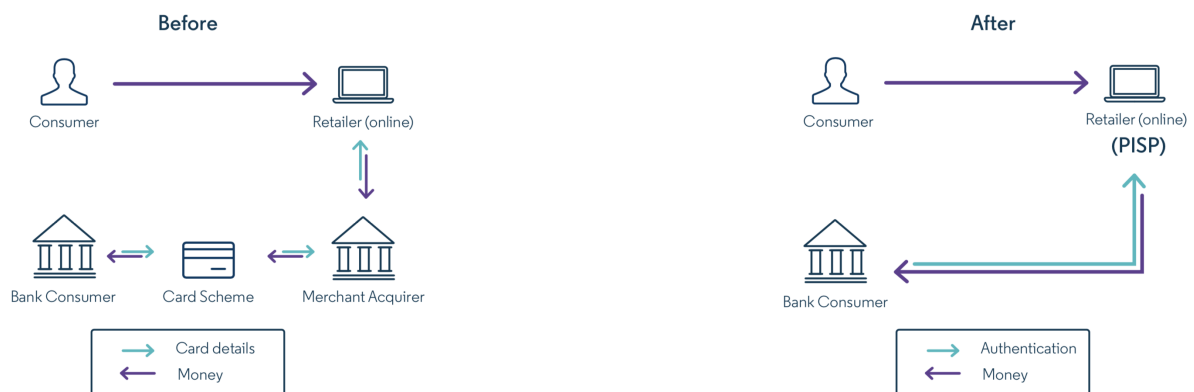 Before
Consumer
Retailer (online)
Bank Consumer
Card Scheme
Merchant Acquirer
Card details
Money
After
Consumer
Retailer (online)
(PISP)
Bank Consumer
Authentication
Money